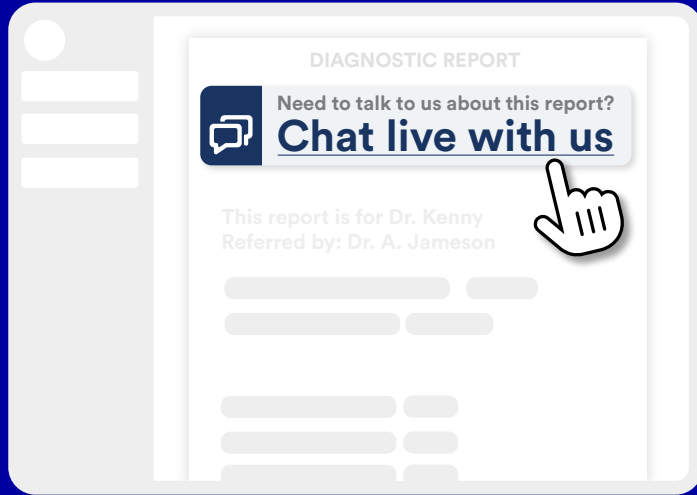 DIAGNOSTIC REPORT
Need to talk to us about this report?
Chat live with us
This report is for Dr. Kenny
Referred by: Dr. A. Jameson